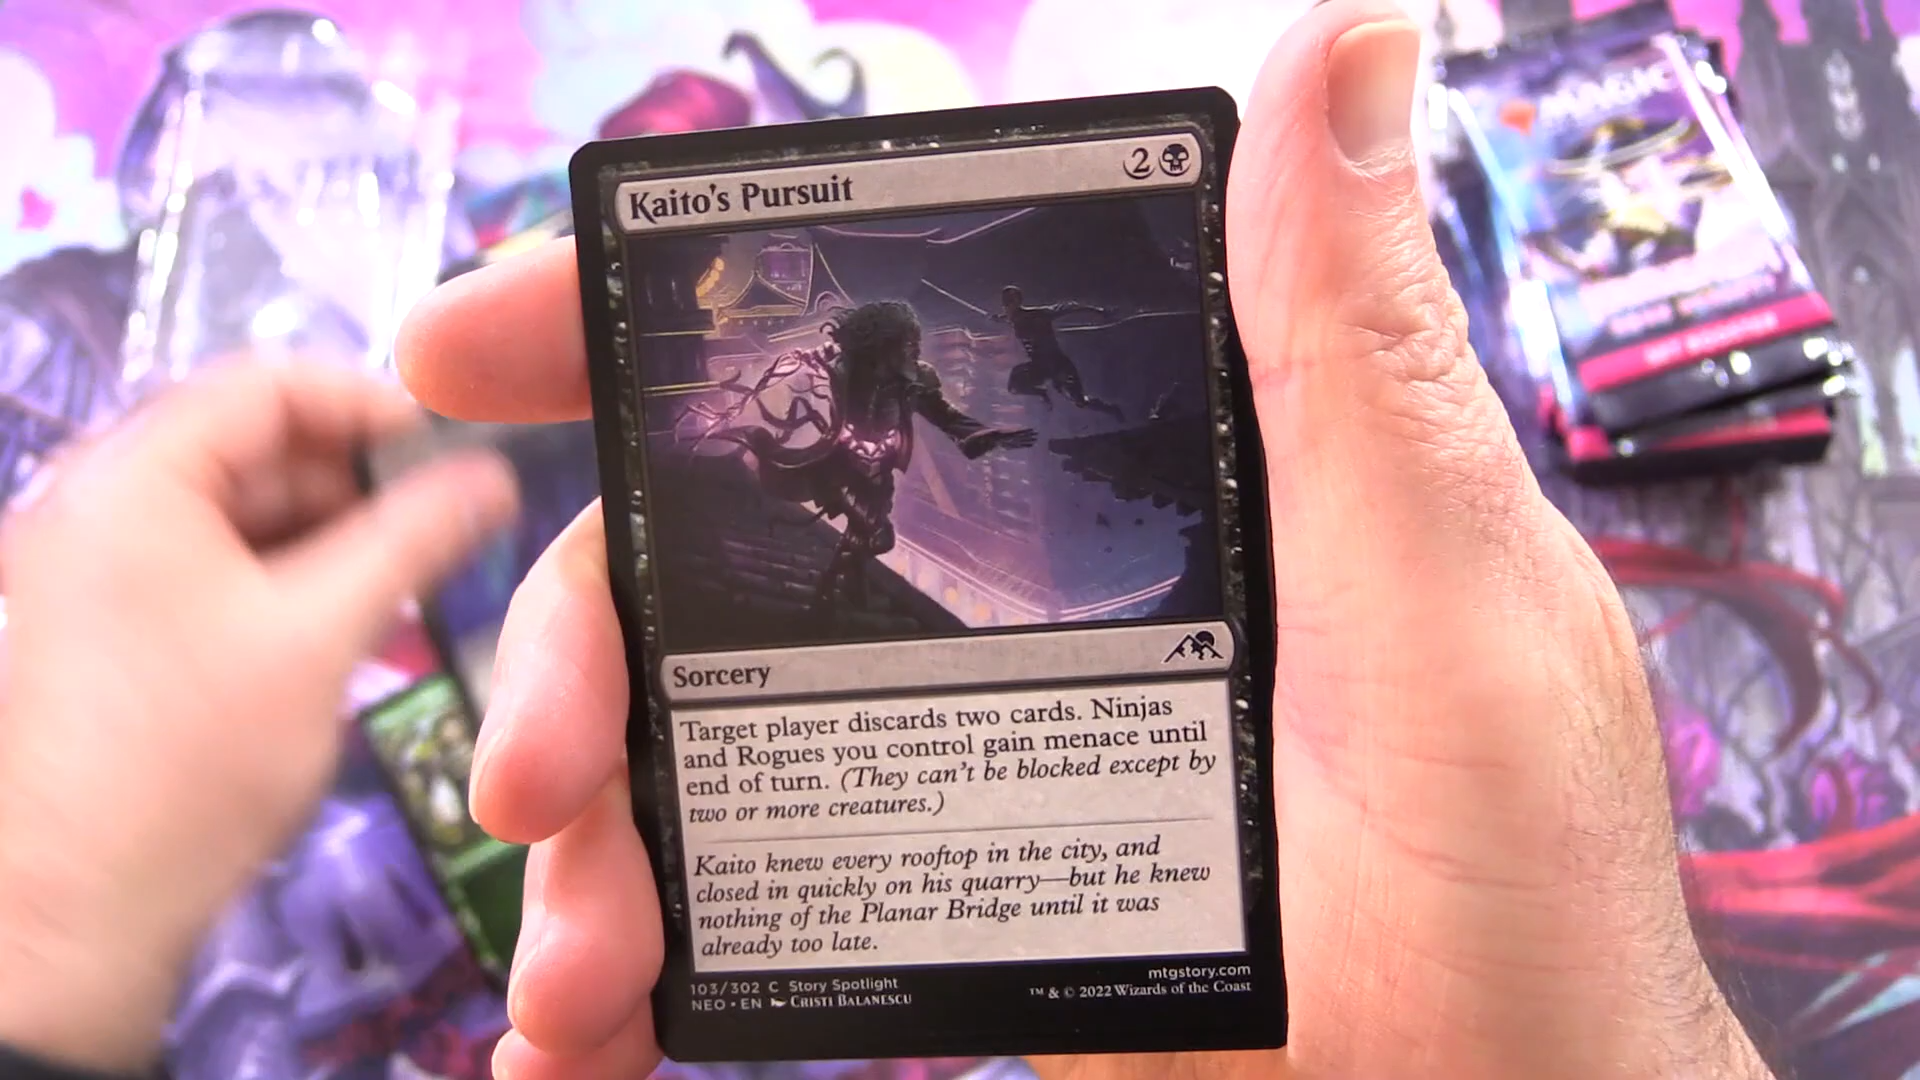 Kaito's Pursuit
2
Sorcery
Target player discards two cards. Ninjas
and Rogues you control gain menace until
end of turn. (They can't be blocked except by
two or more creatures.)
Kaito knew every rooftop in the city, and
closed in quickly on his quarry—but he knew
nothing of the Planar Bridge until it was
already too late.
103/302 C Story Spotlight
NEO • EN Cristi Balanescu
mtgstory.com
™ & © 2022 Wizards of the Coast
MAGIC